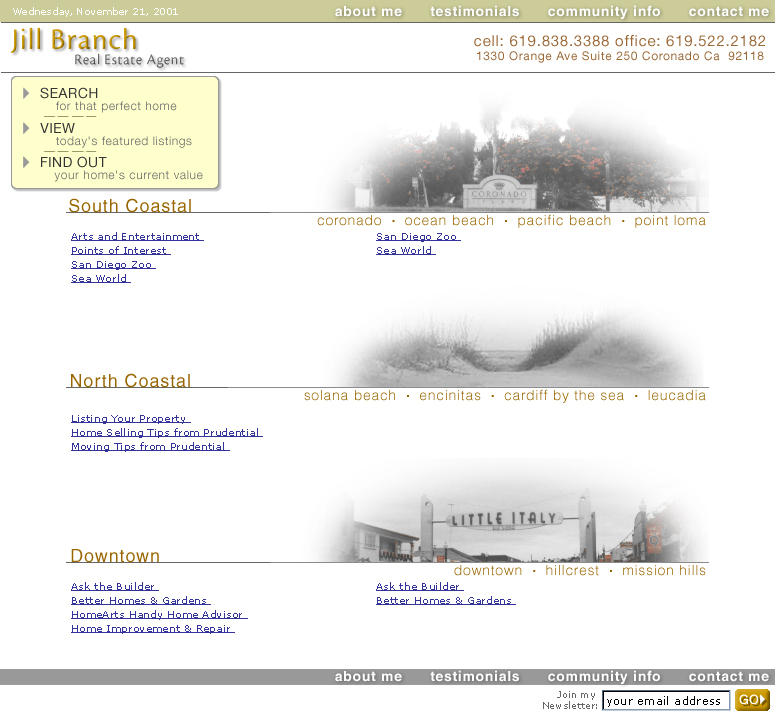 Wednesday, November 21, 2001
about me testimonials community info contact me
Jill Branch
Real Estate Agent
cell: 619.838.3388 office: 619.522.2182
1330 Orange Ave Suite 250 Coronado Ca 92118
SEARCH
for that perfect home
VIEW
today's featured listings
FIND OUT
your home's current value
CORONADO
South Coastal
coronado · ocean beach · pacific beach · point loma
Arts and Entertainment San Diego Zoo
Points of Interest Sea World
San Diego Zoo
Sea World
North Coastal
solana beach · encinitas · cardiff by the sea · leucadia
Listing Your Property
Home Selling Tips from Prudential
Moving Tips from Prudential
LITTLE ITALY
Downtown
downtown · hillcrest · mission hills
Ask the Builder Ask the Builder
Better Homes & Gardens Better Homes & Gardens
HomeArts Handy Home Advisor
Home Improvement & Repair
about me testimonials community info contact me
Join my
Newsletter: your email address GO